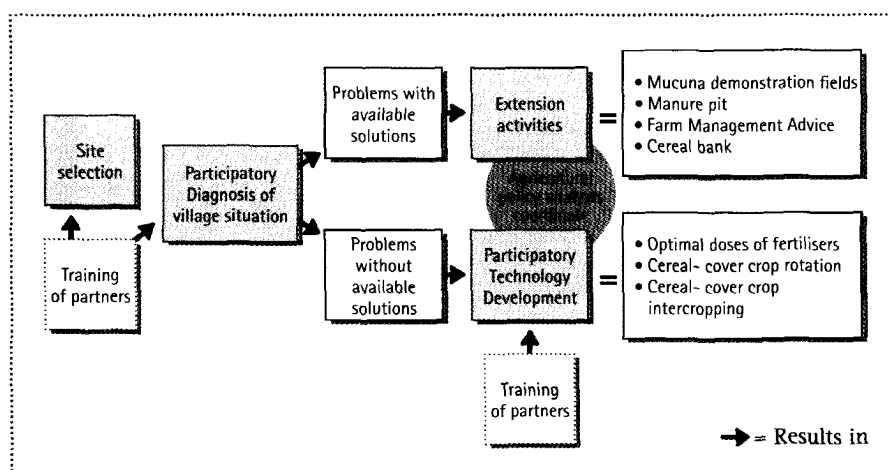 Site
selection
Training
of partners
Participatory
Diagnosis of
village situation
Problems with
available
solutions
Problems
without
available
solutions
Extension
activities
Agricultural
policy
Participatory
Technology
Development
Training
of partners
=
• Mucuna demonstration fields
• Manure pit
• Farm Management Advice
• Cereal bank
=
• Optimal doses of fertilisers
• Cereal- cover crop rotation
• Cereal- cover crop
intercropping
= Results in